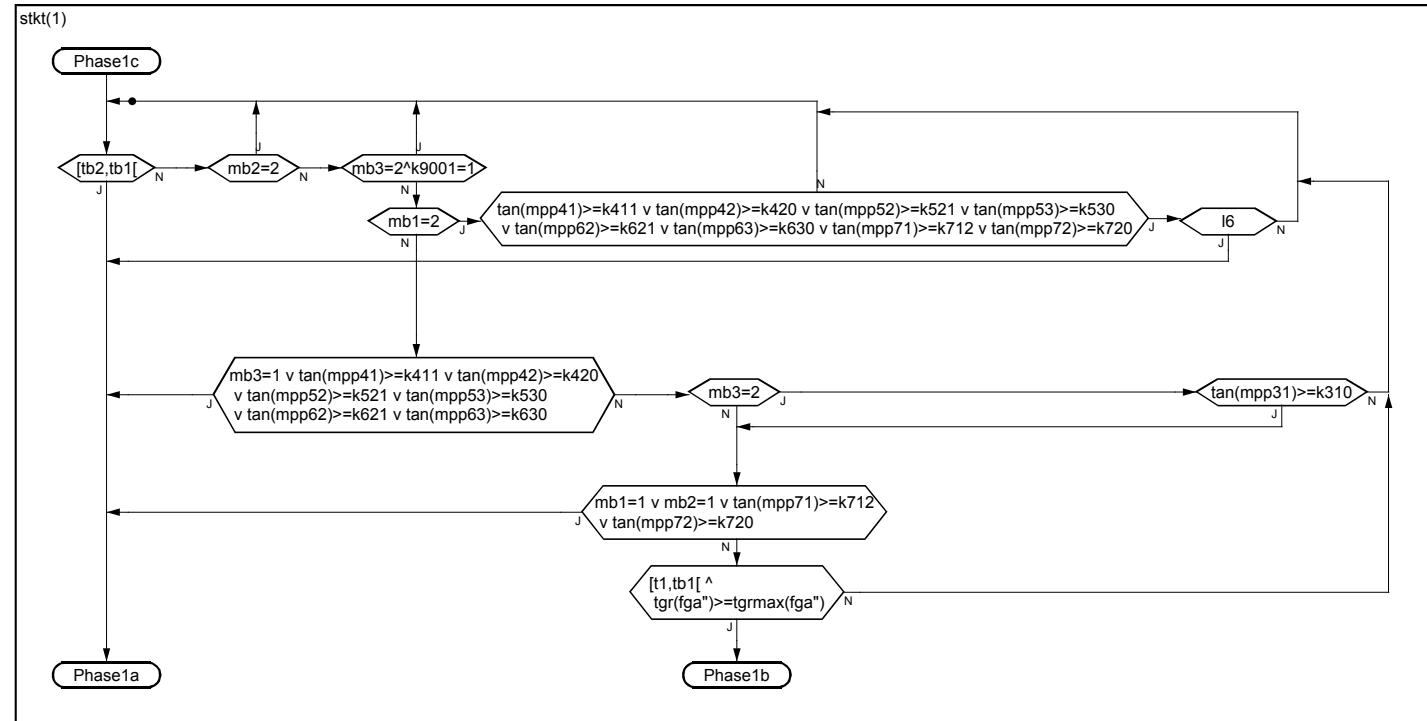 stkt(1)
Phase1c
J
J
[tb2,tb1[
N
mb2=2
N
mb3=2^k9001=1
J
N
N
mb1=2
J
N
tan(mpp41)>=k411 v tan(mpp42)>=k420 v tan(mpp52)>=k521 v tan(mpp53)>=k530
v tan(mpp62)>=k621 v tan(mpp63)>=k630 v tan(mpp71)>=k712 v tan(mpp72)>=k720
J
l6
N
J
mb3=1 v tan(mpp41)>=k411 v tan(mpp42)>=k420
v tan(mpp52)>=k521 v tan(mpp53)>=k530
v tan(mpp62)>=k621 v tan(mpp63)>=k630
J
N
mb3=2
J
N
tan(mpp31)>=k310
N
J
mb1=1 v mb2=1 v tan(mpp71)>=k712
v tan(mpp72)>=k720
J
N
[t1,tb1[ ^
tgr(fga")>=tgrmax(fga")
N
J
Phase1a
Phase1b